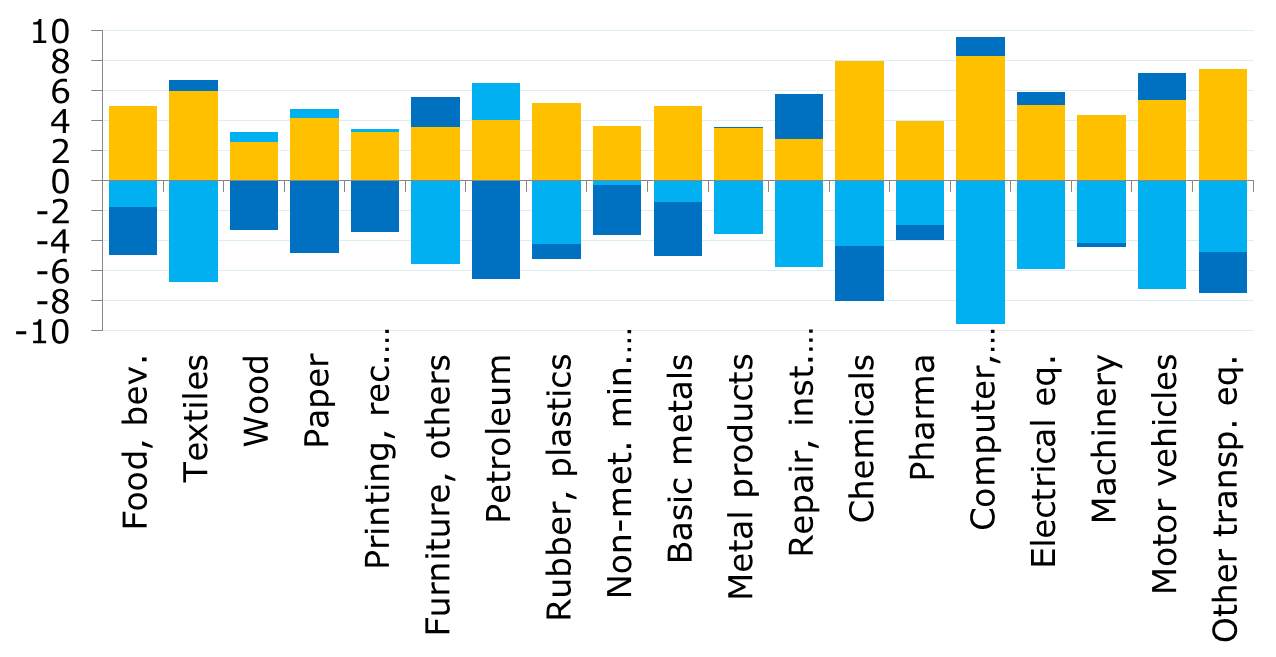 10
8
6
4
2
0
-2
-4
-6
-8
-10
Food, bev.
Textiles
Wood
Paper
Printing, rec.…
Furniture, others
Petroleum
Rubber, plastics
Non-met. min.…
Basic metals
Metal products
Repair, inst.…
Chemicals
Pharma
Computer,…
Electrical eq.
Machinery
Motor vehicles
Other transp. eq.